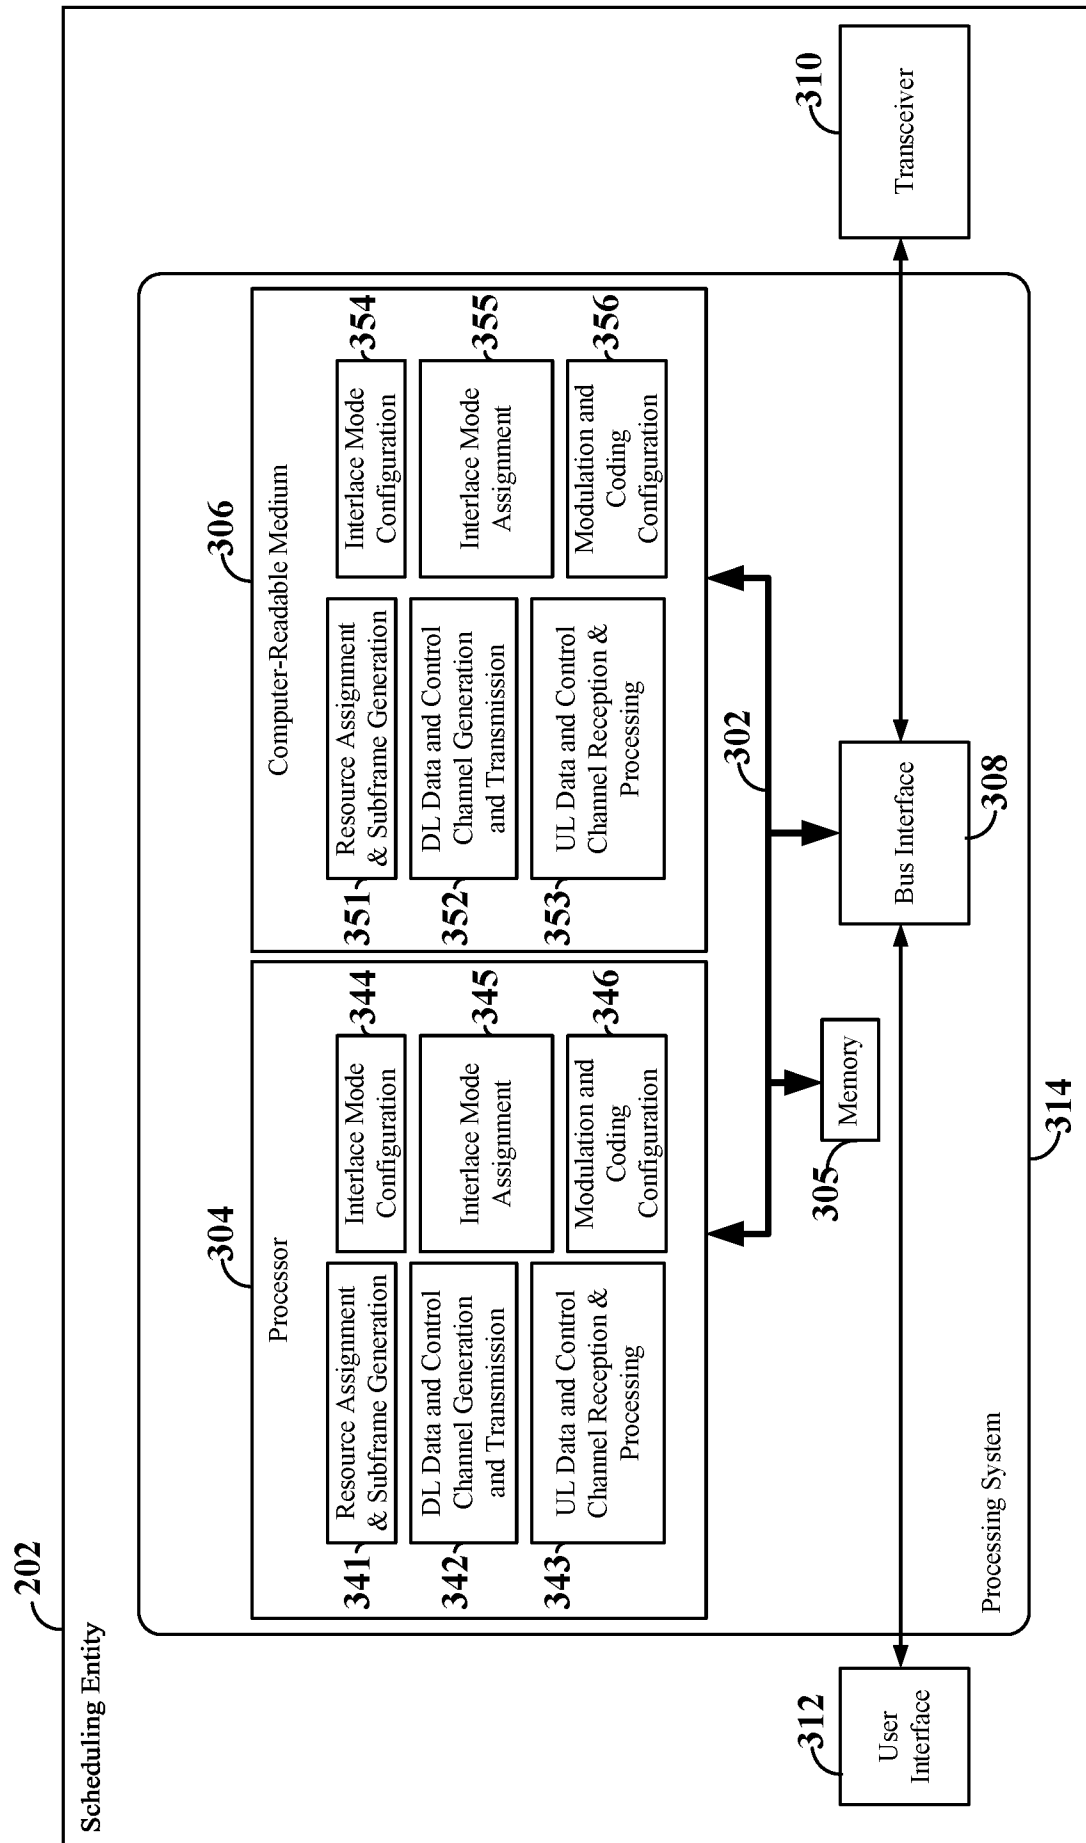 202
Scheduling Entity
304
Processor
341
Resource Assignment
& Subframe Generation
344
Interlace Mode
Configuration
342
DL Data and Control
Channel Generation
and Transmission
345
Interlace Mode
Assignment
343
UL Data and Control
Channel Reception &
Processing
346
Modulation and
Coding
Configuration
306
Computer-Readable Medium
351
Resource Assignment
& Subframe Generation
354
Interlace Mode
Configuration
352
DL Data and Control
Channel Generation
and Transmission
355
Interlace Mode
Assignment
353
UL Data and Control
Channel Reception &
Processing
356
Modulation and
Coding
Configuration
302
305
Memory
312
User
Interface
Bus Interface
308
310
Transceiver
Processing System
314